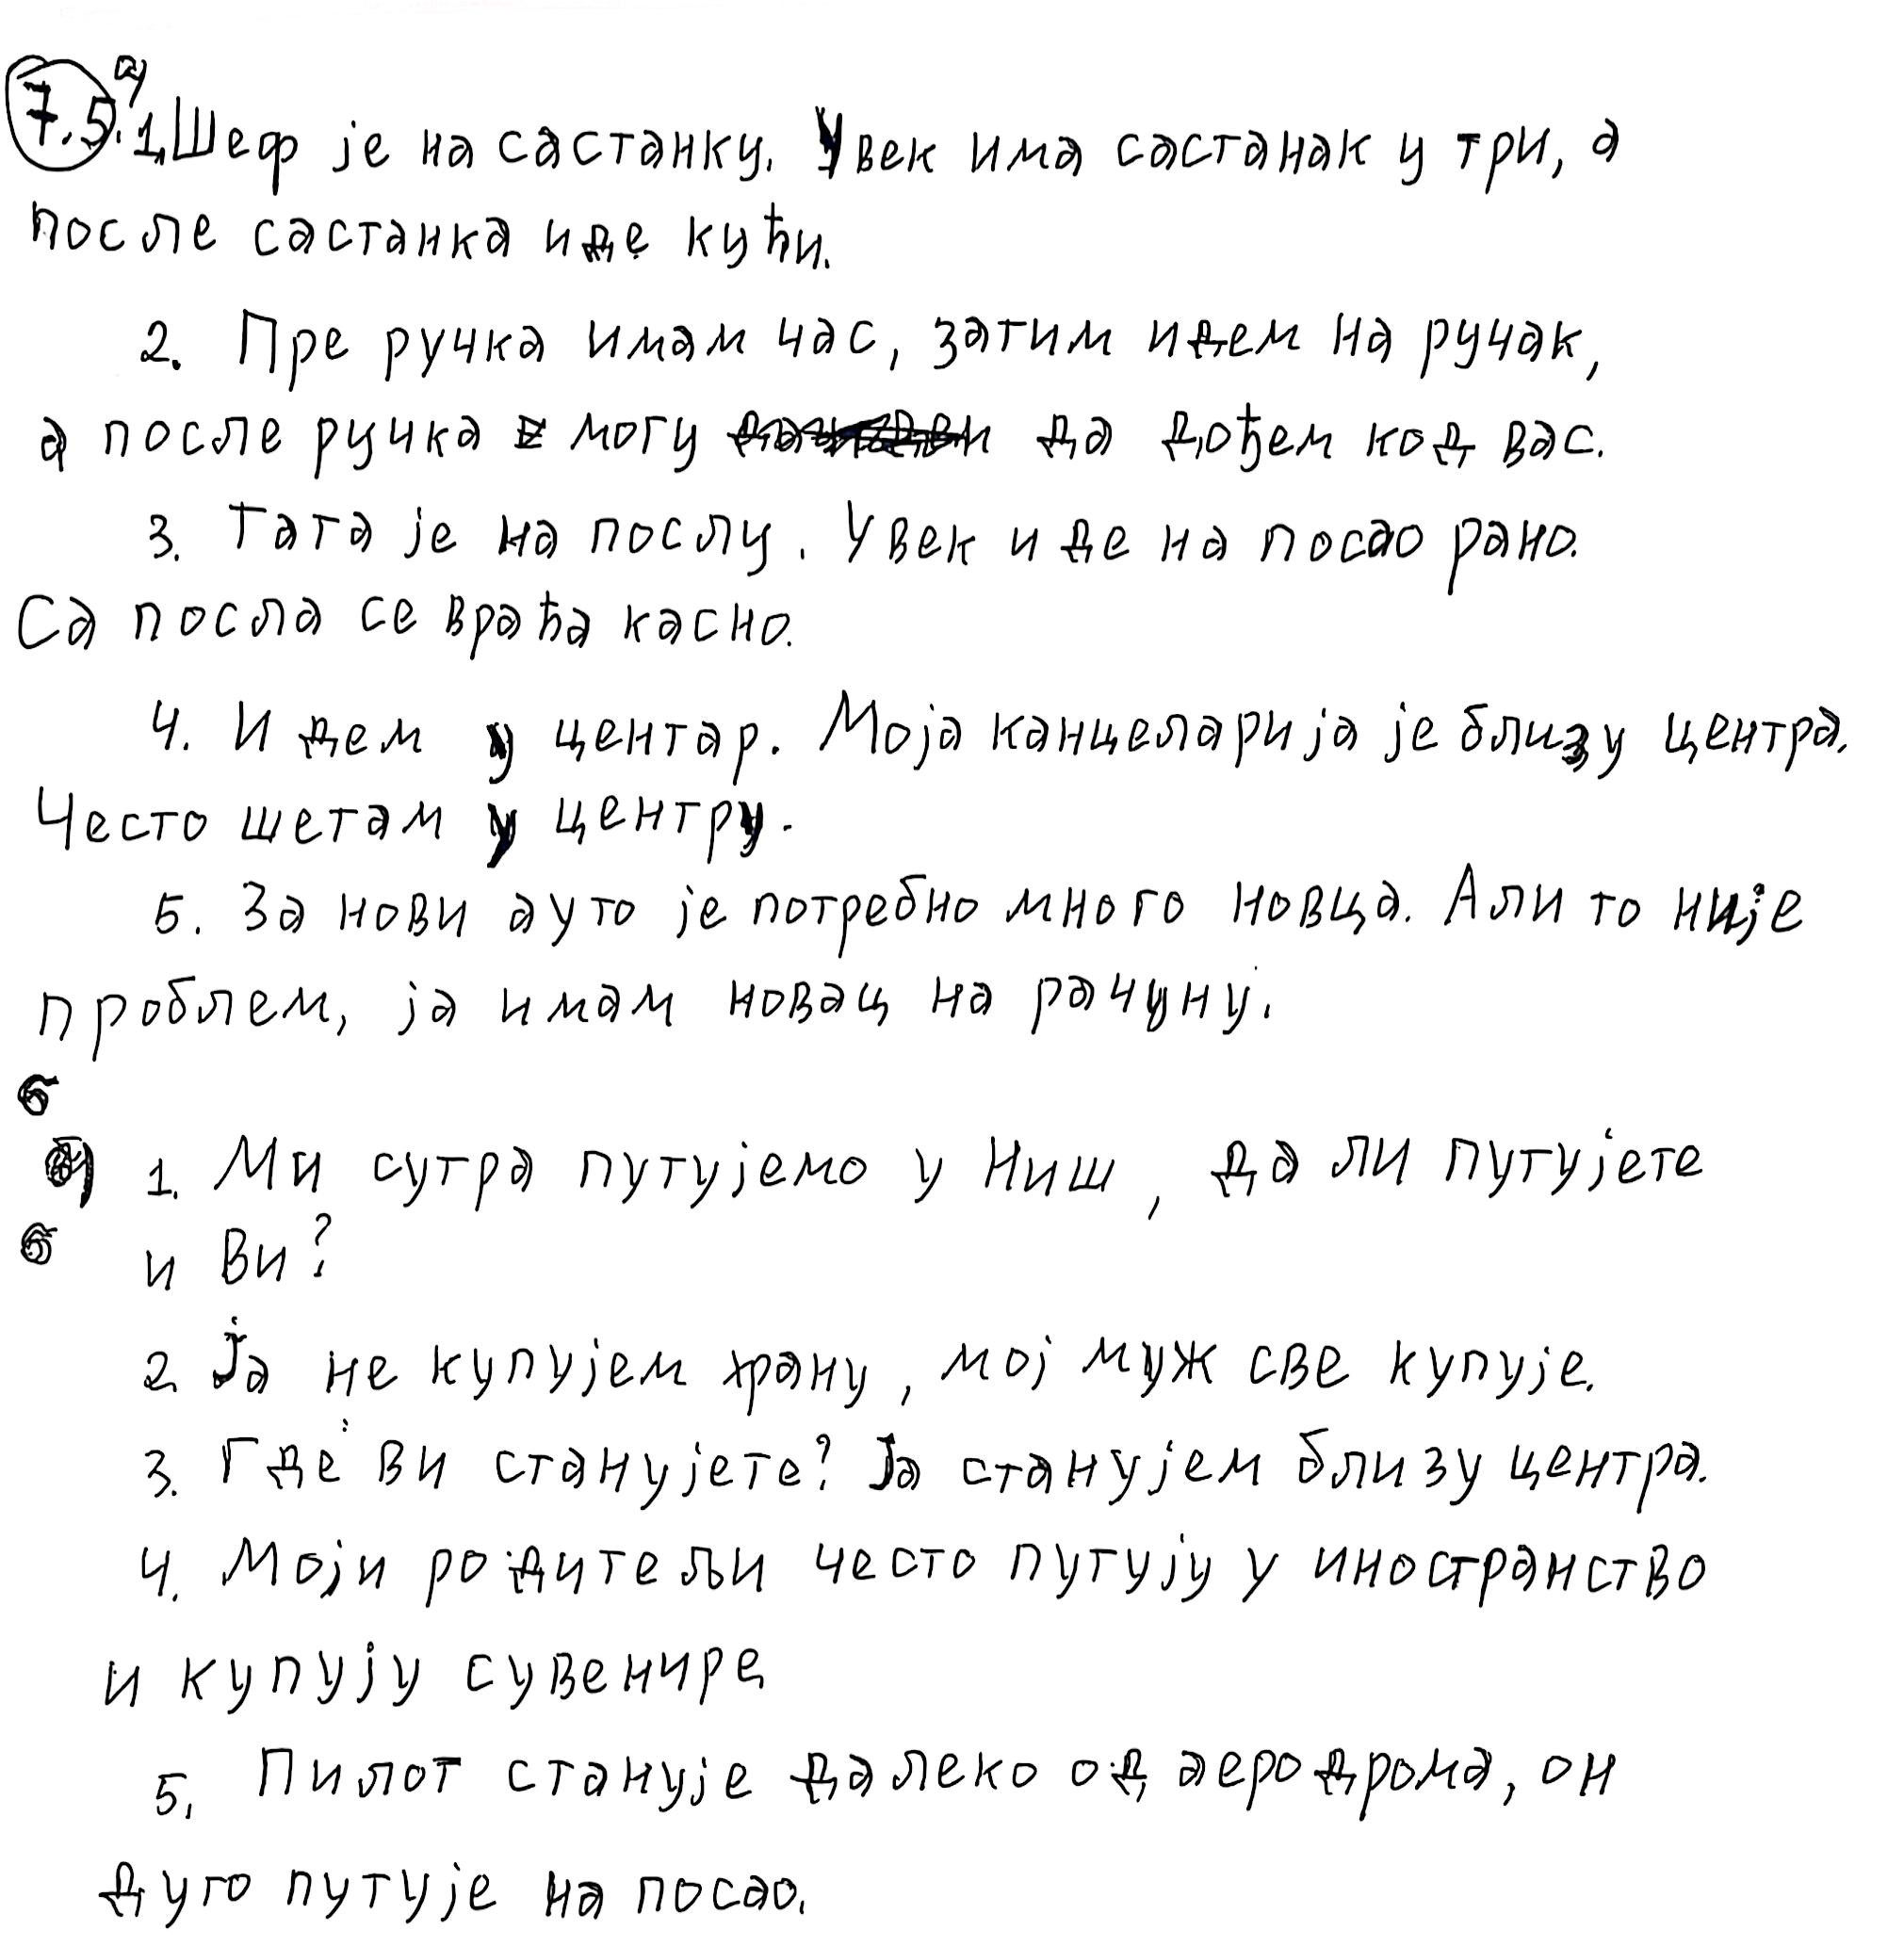 7.5. а)
1. Шеф је на састанку. Увек има састанак у три, а
после састанка иде кући.
2. Пре ручка имам час, затим идем на ручак,
а после ручка могу да дођем код вас.
3. Тата је на послу. Увек иде на посао рано.
Са посла се враћа касно.
4. Идем у центар. Моја канцеларија је близу центра.
Често шетам у центру.
5. За нови ауто је потребно много новца. Али то није
проблем, ја имам новац на рачуну.
б
1. Ми сутра путујемо у Ниш, да ли путујете
и Ви?
2. Ја не купујем храну, мој муж све купује.
3. Где ви станујете? Ја станујем близу центра.
4. Моји родитељи често путују у иностранство
и купују сувенире
5. Пилот станује далеко од аеродрома, он
дуго путује на посао.